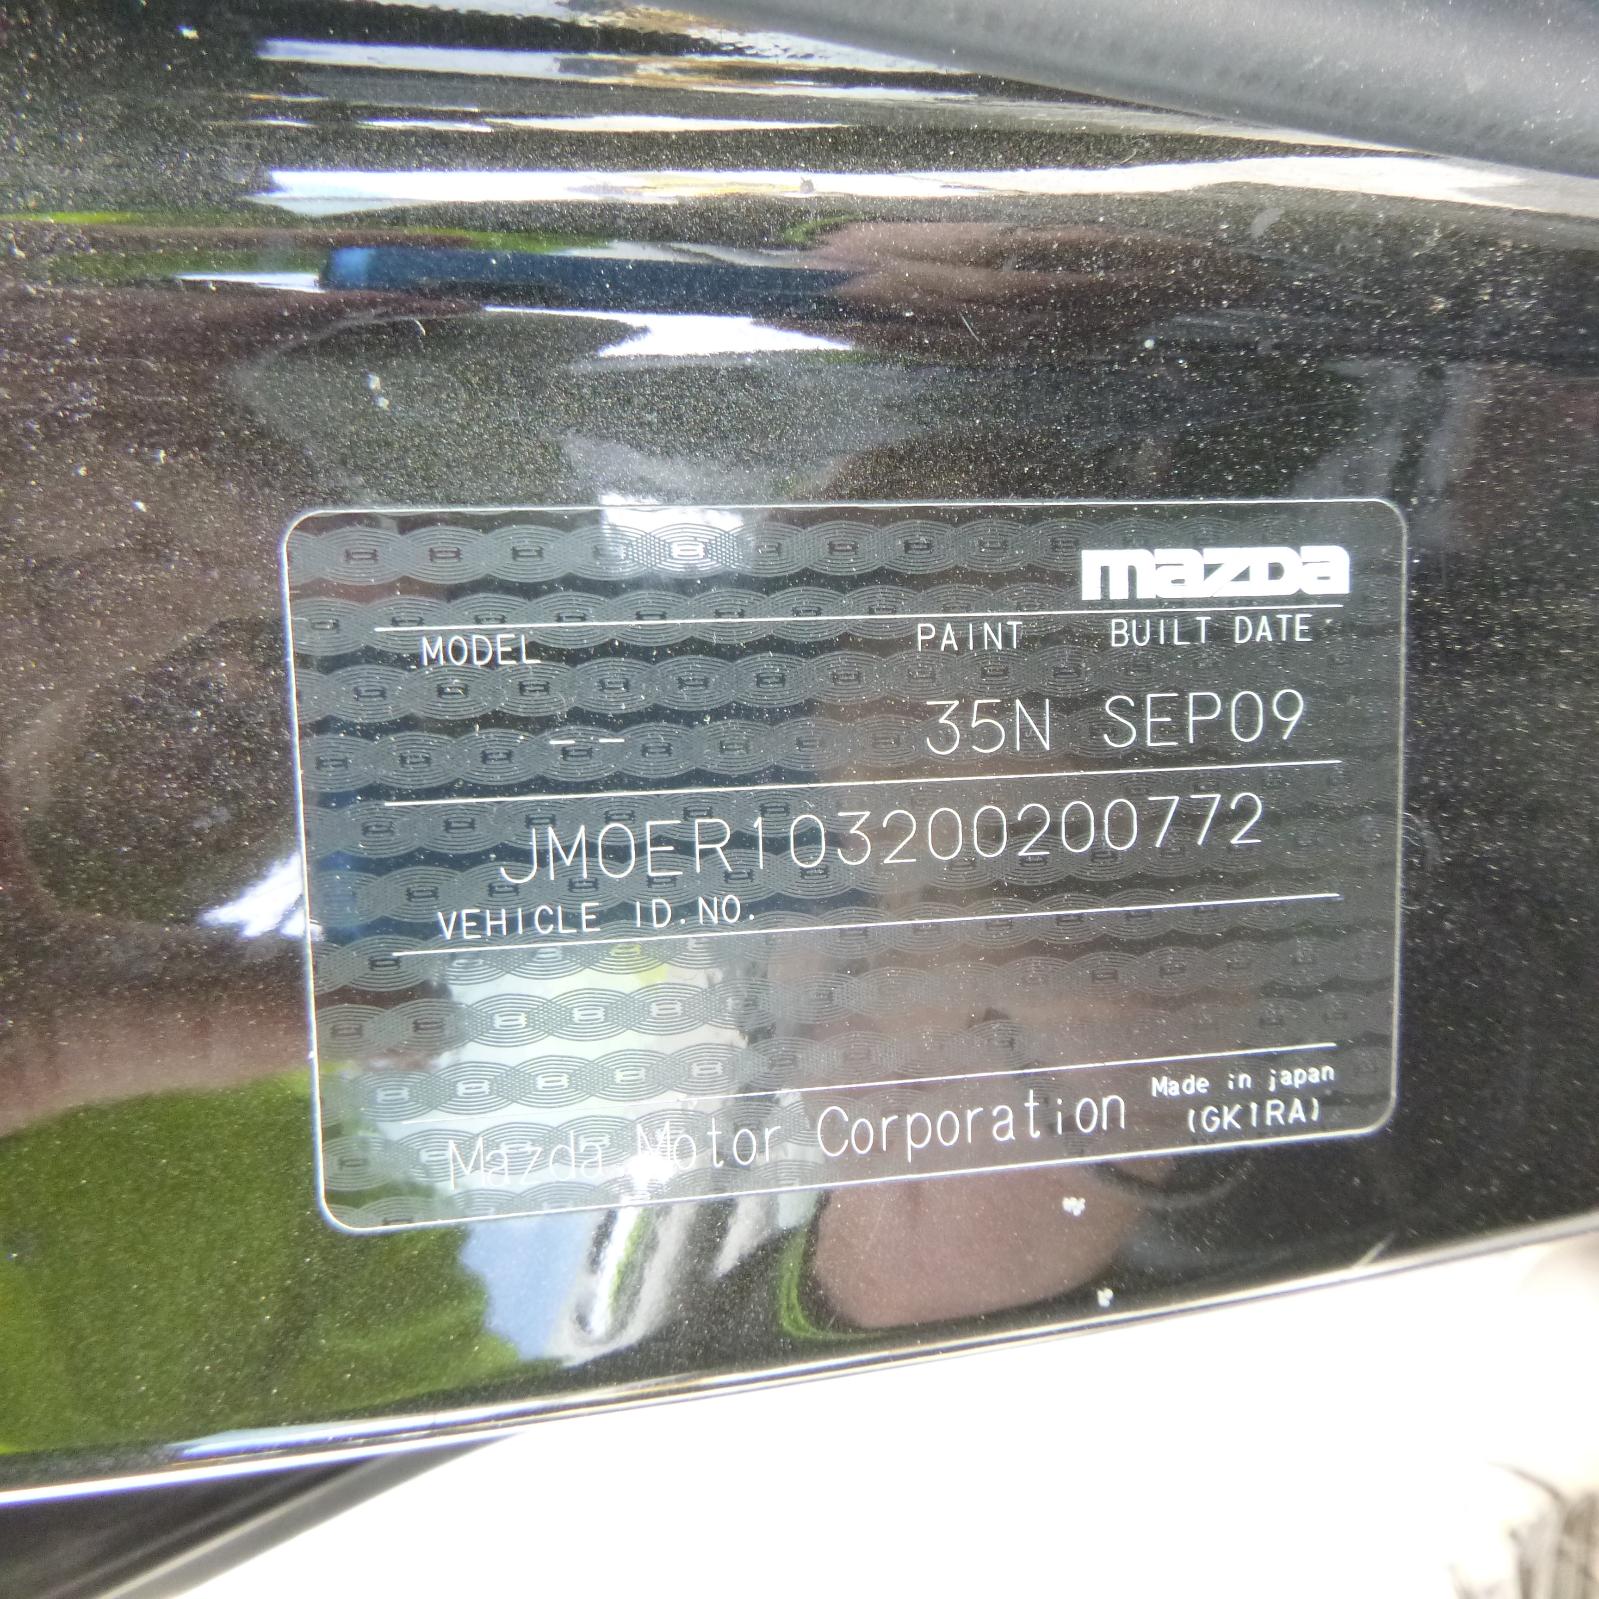 mazda
MODEL PAINT BUILT DATE
-- 35N SEP09
JM0ER103200200772
VEHICLE ID.NO.
Mazda Motor Corporation Made in japan
(GK1RA)